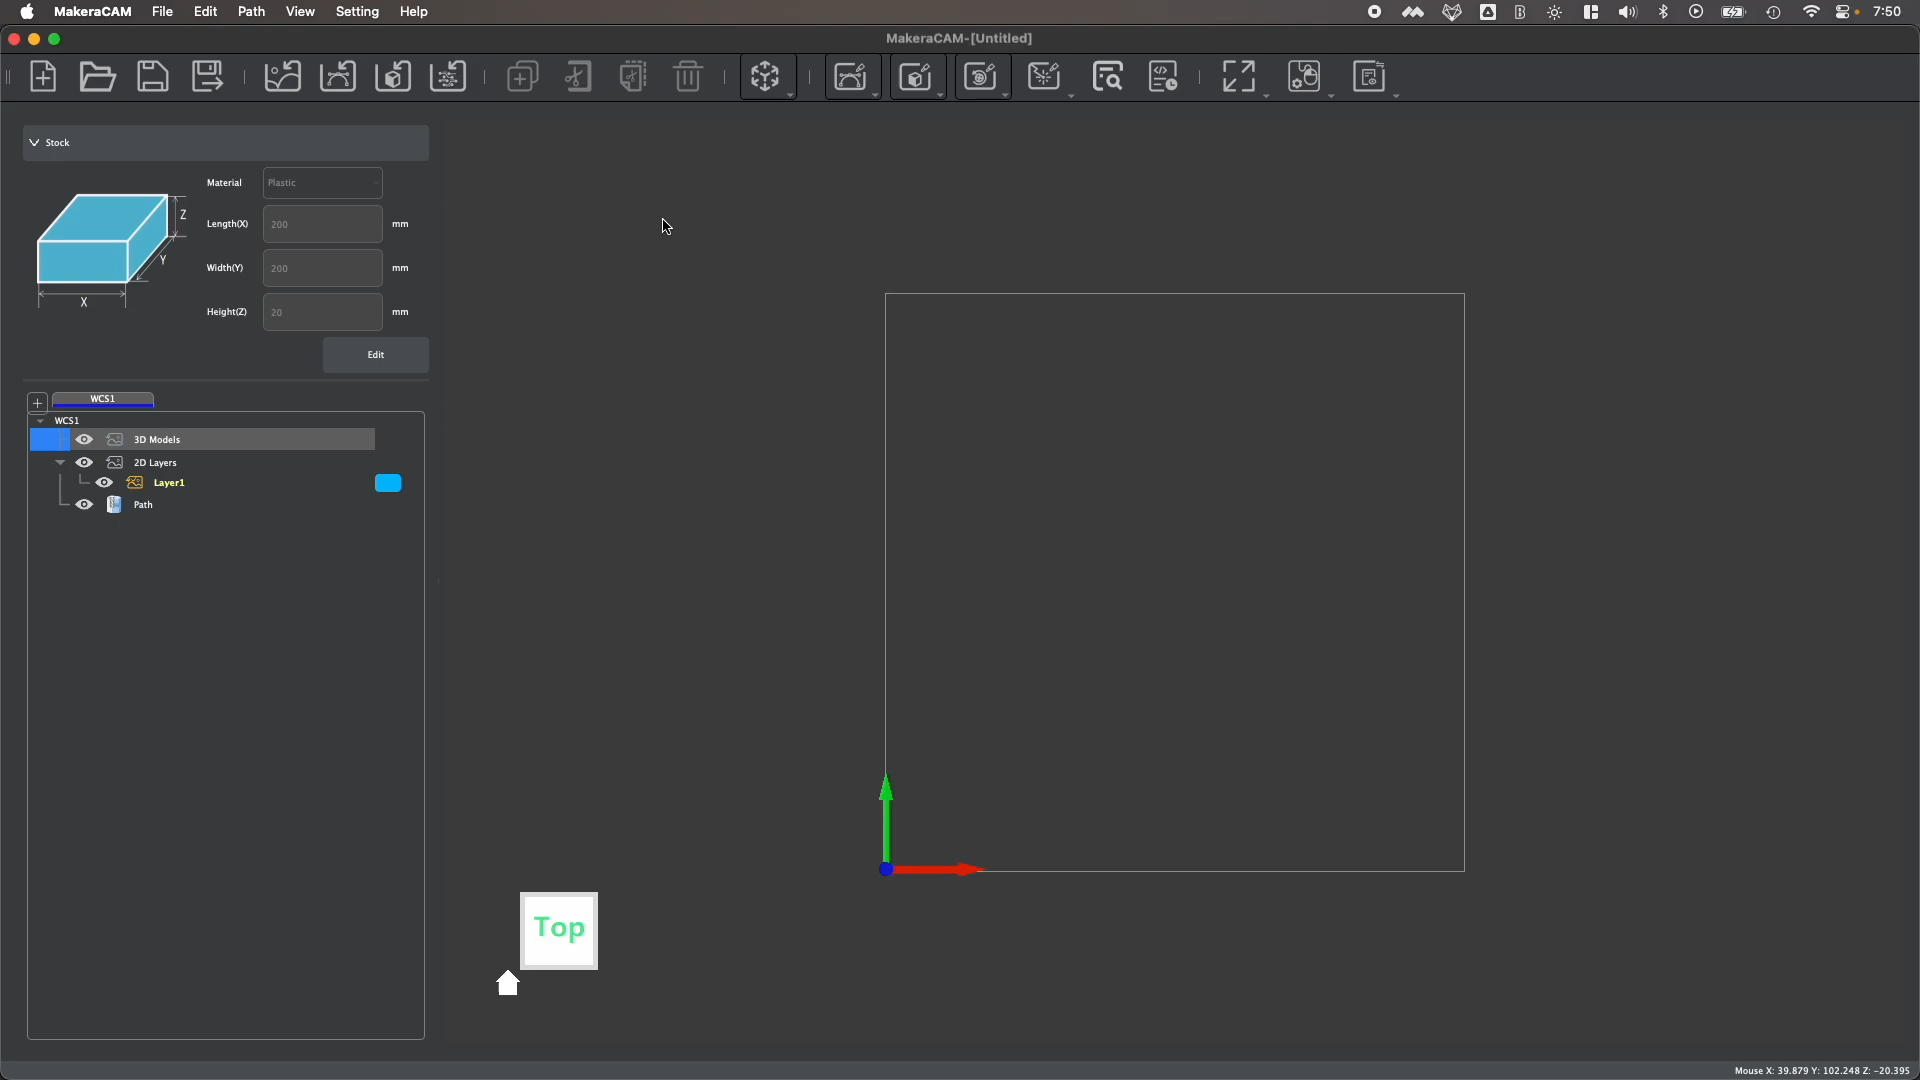 MakeraCAM File Edit Path View Setting Help 7:50
MakeraCAM-[Untitled]
Stock
Material Plastic
Length(X) 200 mm
Width(Y) 200 mm
Height(Z) 20 mm
Z
Y
X
Edit
+ WCS1
WCS1
3D Models
2D Layers
Layer1
Path
Top
Mouse X: 39.879 Y: 102.248 Z: -20.395